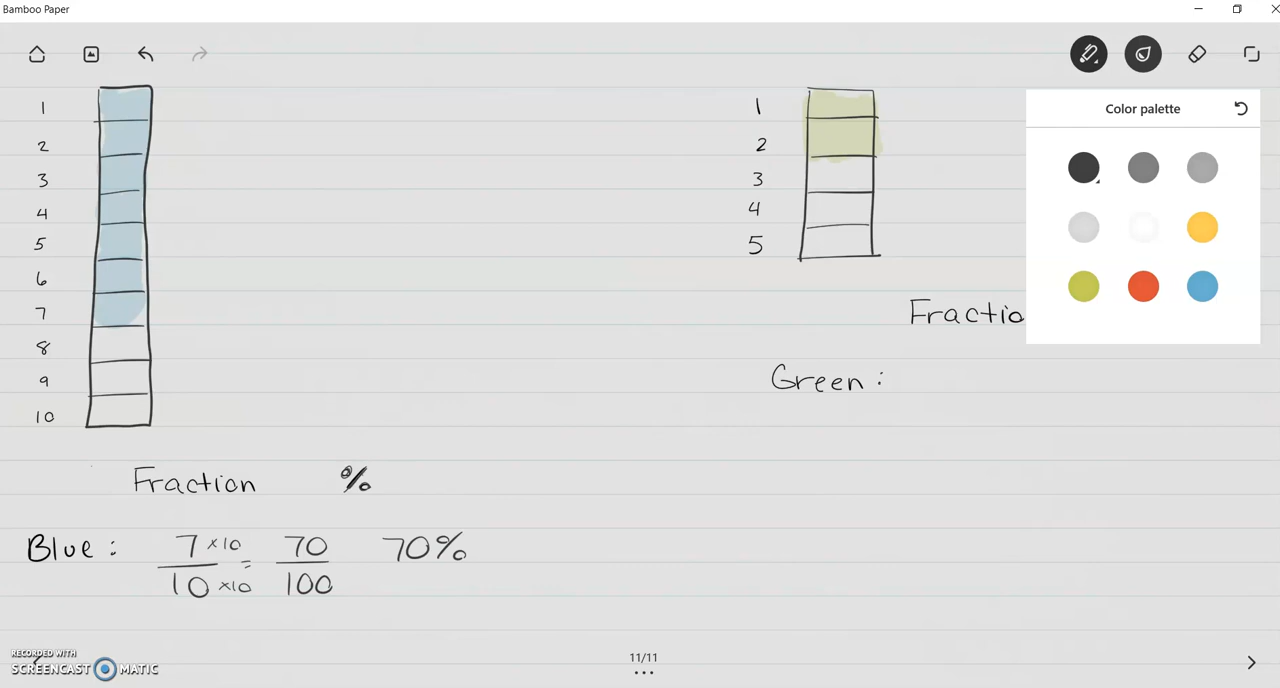 Bamboo Paper
1
2
3
4
5
6
7
8
9
10
Fraction %
Blue: 7 ×10 = 70 70%
10 ×10 100
1
2
3
4
5
Fractio
Green:
Color palette
RECORDED WITH
SCREENCAST MATIC
11/11